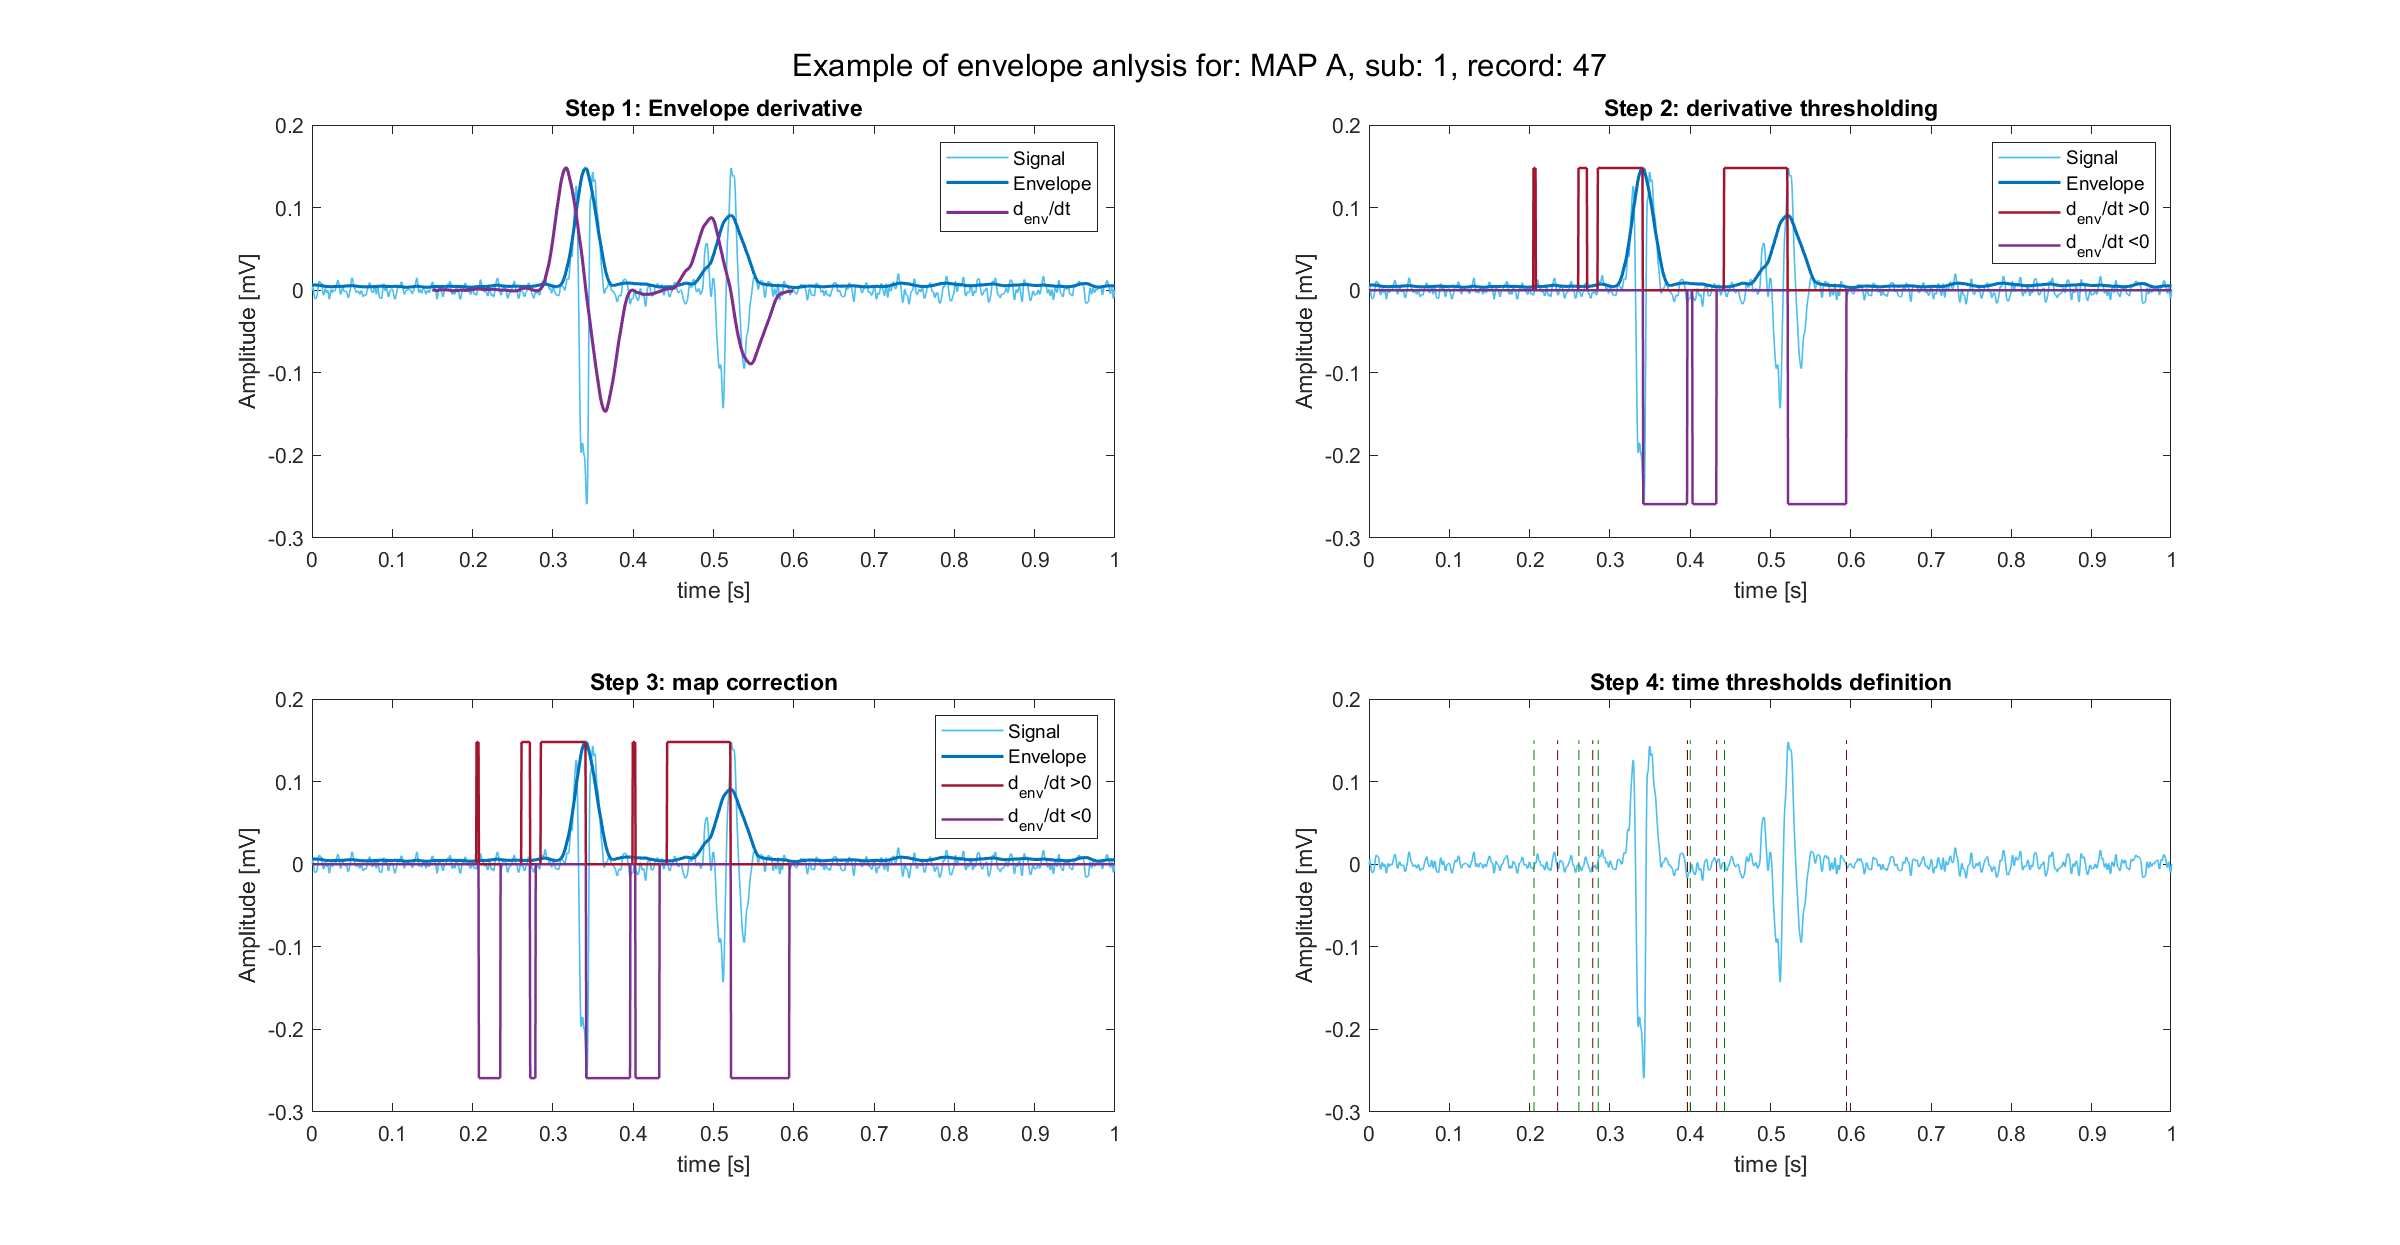 Example of envelope anlysis for: MAP A, sub: 1, record: 47
Step 1: Envelope derivative
0.2
0.1
0
-0.1
-0.2
-0.3
Amplitude [mV]
0 0.1 0.2 0.3 0.4 0.5 0.6 0.7 0.8 0.9 1
time [s]
Signal
Envelope
d_env/dt
Step 2: derivative thresholding
0.2
0.1
0
-0.1
-0.2
-0.3
Amplitude [mV]
0 0.1 0.2 0.3 0.4 0.5 0.6 0.7 0.8 0.9 1
time [s]
Signal
Envelope
d_env/dt >0
d_env/dt <0
Step 3: map correction
0.2
0.1
0
-0.1
-0.2
-0.3
Amplitude [mV]
0 0.1 0.2 0.3 0.4 0.5 0.6 0.7 0.8 0.9 1
time [s]
Signal
Envelope
d_env/dt >0
d_env/dt <0
Step 4: time thresholds definition
0.2
0.1
0
-0.1
-0.2
-0.3
Amplitude [mV]
0 0.1 0.2 0.3 0.4 0.5 0.6 0.7 0.8 0.9 1
time [s]